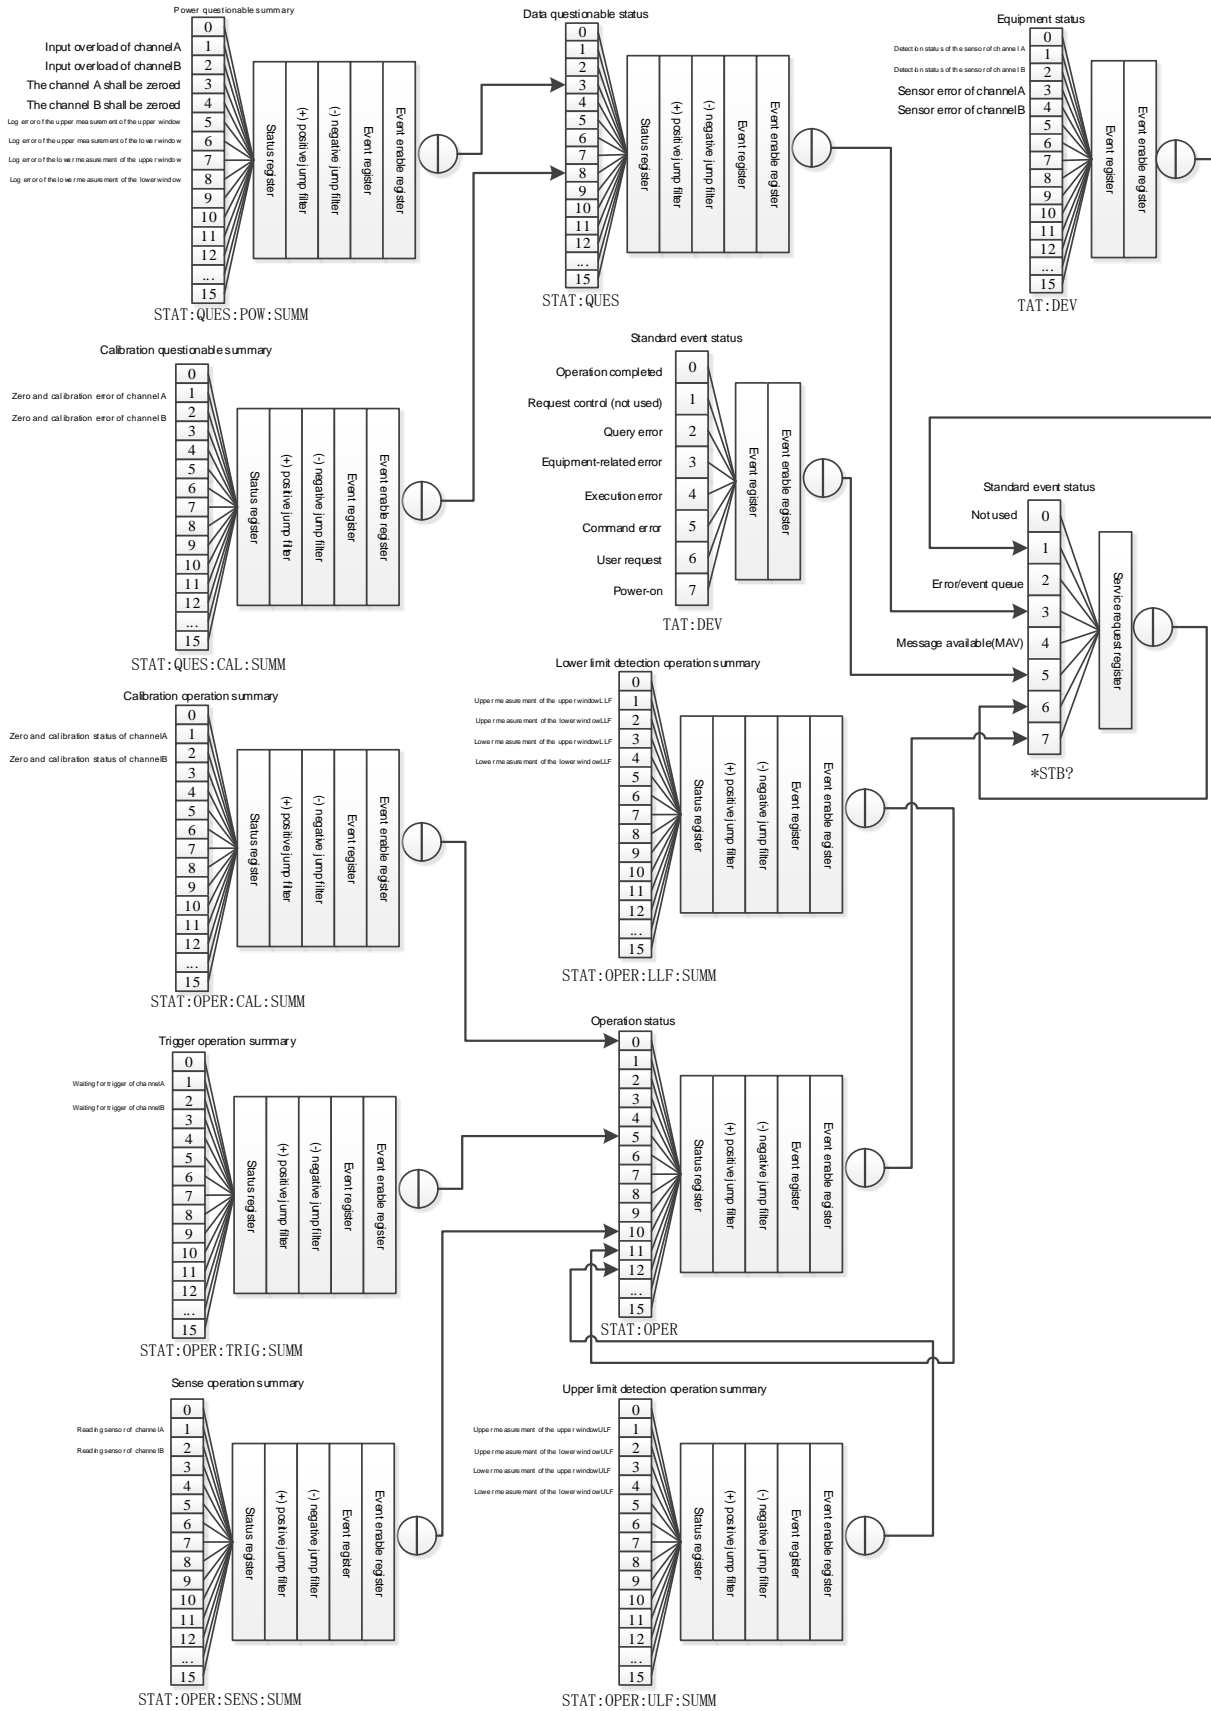 Power questionable summary
0
Input overload of channel A 1
Input overload of channel B 2
The channel A shall be zeroed 3
The channel B shall be zeroed 4
Log error of the upper measurement of the upper window 5
Log error of the upper measurement of the lower window 6
Log error of the lower measurement of the upper window 7
Log error of the lower measurement of the lower window 8
9
10
11
12
...
15
Status register
(+) positive jump filter
(-) negative jump filter
Event register
Event enable register
STAT:QUES:POW:SUMM
Data questionable status
0
1
2
3
4
5
6
7
8
9
10
11
12
...
15
Status register
(+) positive jump filter
(-) negative jump filter
Event register
Event enable register
STAT:QUES
Equipment status
0
Detection status of the sensor of channel A 1
Detection status of the sensor of channel B 2
Sensor error of channel A 3
Sensor error of channel B 4
5
6
7
8
9
10
11
12
...
15
Event register
Event enable register
TAT:DEV
Calibration questionable summary
0
Zero and calibration error of channel A 1
Zero and calibration error of channel B 2
3
4
5
6
7
8
9
10
11
12
...
15
Status register
(+) positive jump filter
(-) negative jump filter
Event register
Event enable register
STAT:QUES:CAL:SUMM
Standard event status
Operation completed 0
Request control (not used) 1
Query error 2
Equipment-related error 3
Execution error 4
Command error 5
User request 6
Power-on 7
Event register
Event enable register
TAT:DEV
Standard event status
Not used 0
1
Error/event queue 2
3
Message available(MAV) 4
5
6
7
Service request register
*STB?
Calibration operation summary
0
Zero and calibration status of channelA 1
Zero and calibration status of channelB 2
3
4
5
6
7
8
9
10
11
12
...
15
Status register
(+) positive jump filter
(-) negative jump filter
Event register
Event enable register
STAT:OPER:CAL:SUMM
Lower limit detection operation summary
0
Upper measurement of the upper windowLLF 1
Upper measurement of the lower windowLLF 2
Lower measurement of the upper windowLLF 3
Lower measurement of the lower windowLLF 4
5
6
7
8
9
10
11
12
...
15
Status register
(+) positive jump filter
(-) negative jump filter
Event register
Event enable register
STAT:OPER:LLF:SUMM
Trigger operation summary
0
Waiting for trigger of channelA 1
Waiting for trigger of channelB 2
3
4
5
6
7
8
9
10
11
12
...
15
Status register
(+) positive jump filter
(-) negative jump filter
Event register
Event enable register
STAT:OPER:TRIG:SUMM
Operation status
0
1
2
3
4
5
6
7
8
9
10
11
12
...
15
Status register
(+) positive jump filter
(-) negative jump filter
Event register
Event enable register
STAT:OPER
Sense operation summary
0
Reading sensor of channelA 1
Reading sensor of channelB 2
3
4
5
6
7
8
9
10
11
12
...
15
Status register
(+) positive jump filter
(-) negative jump filter
Event register
Event enable register
STAT:OPER:SENS:SUMM
Upper limit detection operation summary
0
Upper measurement of the upper windowULF 1
Upper measurement of the lower windowULF 2
Lower measurement of the upper windowULF 3
Lower measurement of the lower windowULF 4
5
6
7
8
9
10
11
12
...
15
Status register
(+) positive jump filter
(-) negative jump filter
Event register
Event enable register
STAT:OPER:ULF:SUMM